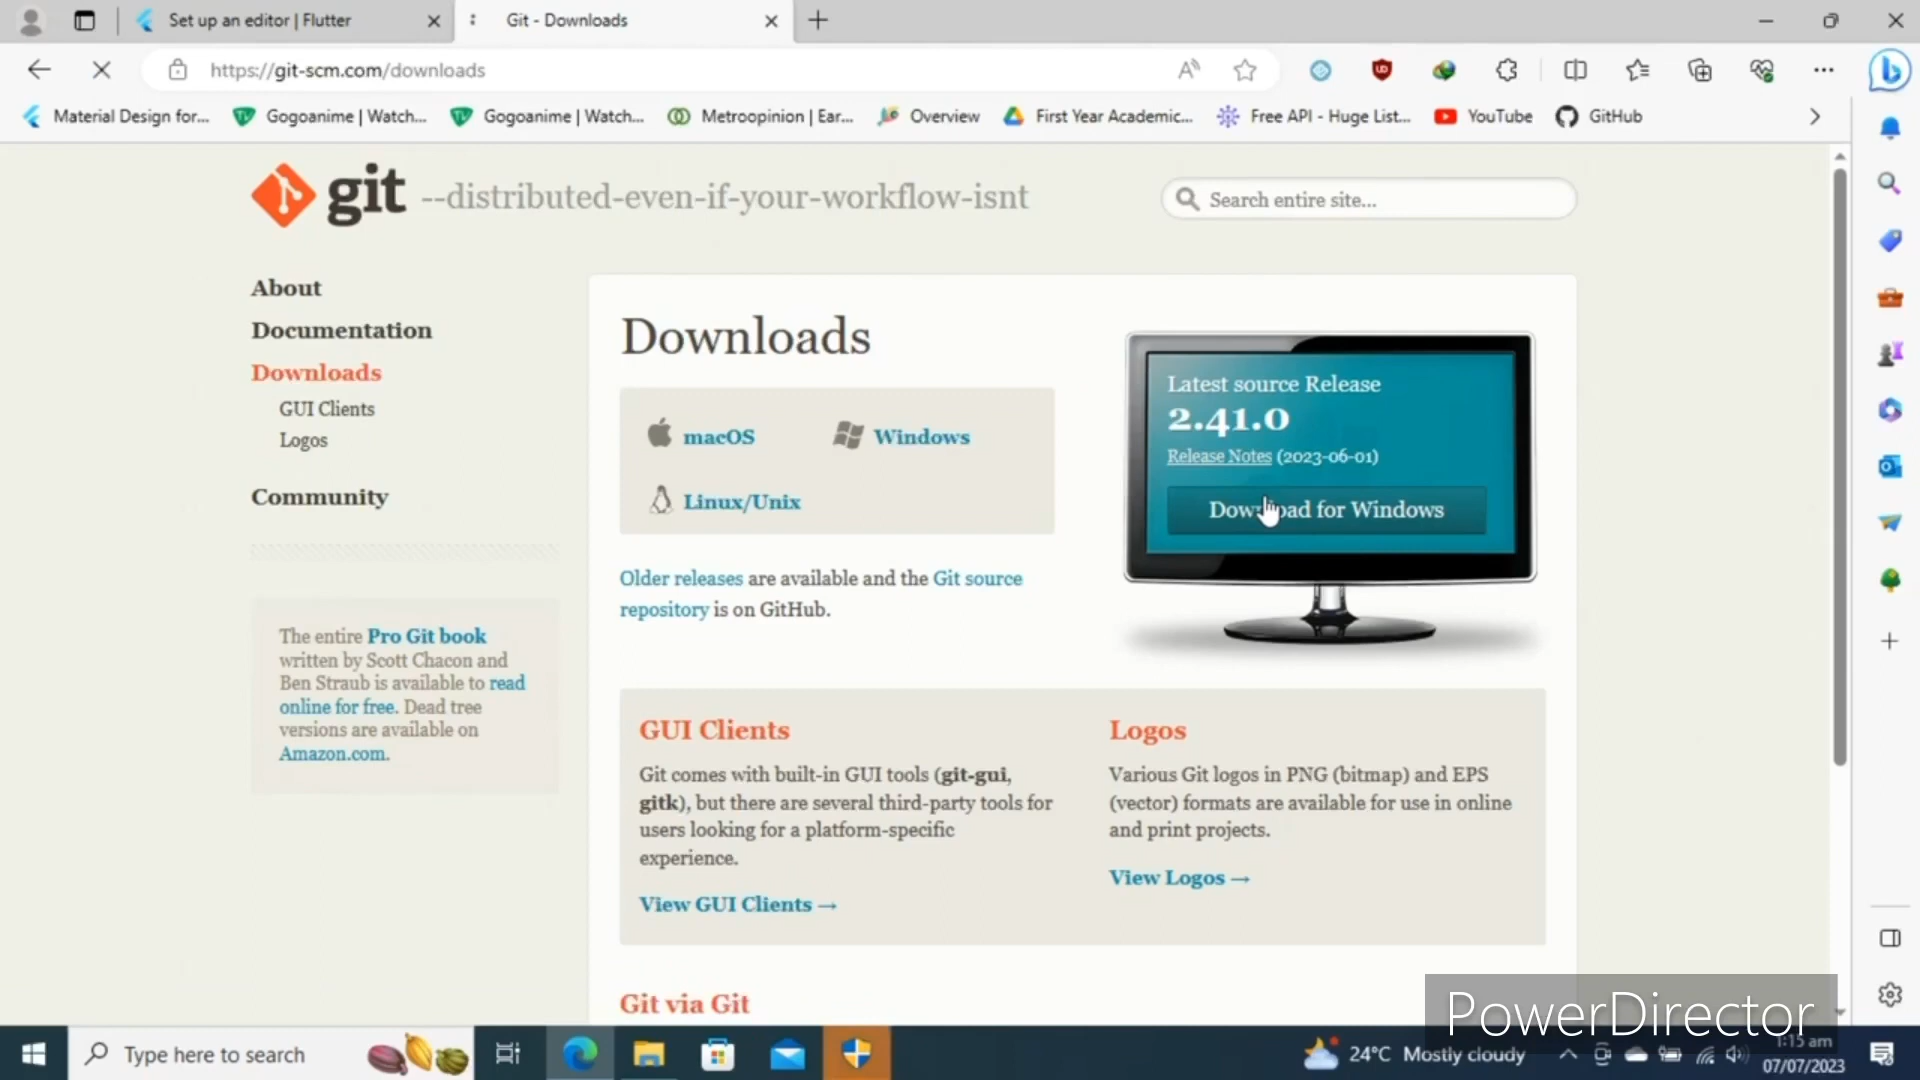 Set up an editor | Flutter
Git - Downloads
https://git-scm.com/downloads
Material Design for...
Gogoanime | Watch...
Gogoanime | Watch...
Metroopinion | Ear...
Overview
First Year Academic...
Free API - Huge List...
YouTube
GitHub
git --distributed-even-if-your-workflow-isnt
Search entire site...
About
Documentation
Downloads
GUI Clients
Logos
Community
The entire Pro Git book
written by Scott Chacon and
Ben Straub is available to read
online for free. Dead tree
versions are available on
Amazon.com.
Downloads
macOS
Windows
Linux/Unix
Older releases are available and the Git source
repository is on GitHub.
Latest source Release
2.41.0
Release Notes (2023-06-01)
Download for Windows
GUI Clients
Git comes with built-in GUI tools (git-gui,
gitk), but there are several third-party tools for
users looking for a platform-specific
experience.
View GUI Clients →
Logos
Various Git logos in PNG (bitmap) and EPS
(vector) formats are available for use in online
and print projects.
View Logos →
Git via Git
PowerDirector
Type here to search
24°C Mostly cloudy
1:15 am
07/07/2023